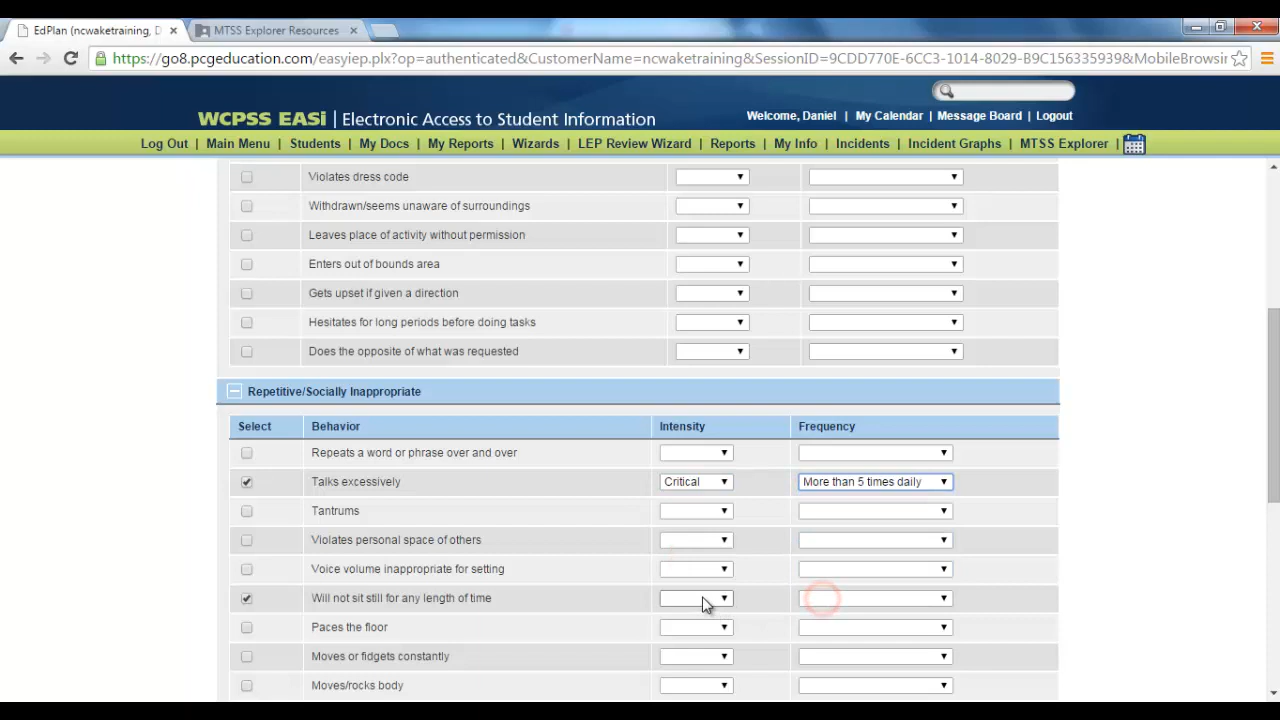 EdPlan (ncwaketraining, D
MTSS Explorer Resources
https://go8.pcgeducation.com/easyiep.plx?op=authenticated&CustomerName=ncwaketraining&SessionID=9CDD770E-6CC3-1014-8029-B9C156335939&MobileBrowsin
WCPSS EASi | Electronic Access to Student Information
Welcome, Daniel | My Calendar | Message Board | Logout
Log Out | Main Menu | Students | My Docs | My Reports | Wizards | LEP Review Wizard | Reports | My Info | Incidents | Incident Graphs | MTSS Explorer |
Violates dress code
Withdrawn/seems unaware of surroundings
Leaves place of activity without permission
Enters out of bounds area
Gets upset if given a direction
Hesitates for long periods before doing tasks
Does the opposite of what was requested
Repetitive/Socially Inappropriate
Select Behavior Intensity Frequency
Repeats a word or phrase over and over
Talks excessively Critical More than 5 times daily
Tantrums
Violates personal space of others
Voice volume inappropriate for setting
Will not sit still for any length of time
Paces the floor
Moves or fidgets constantly
Moves/rocks body